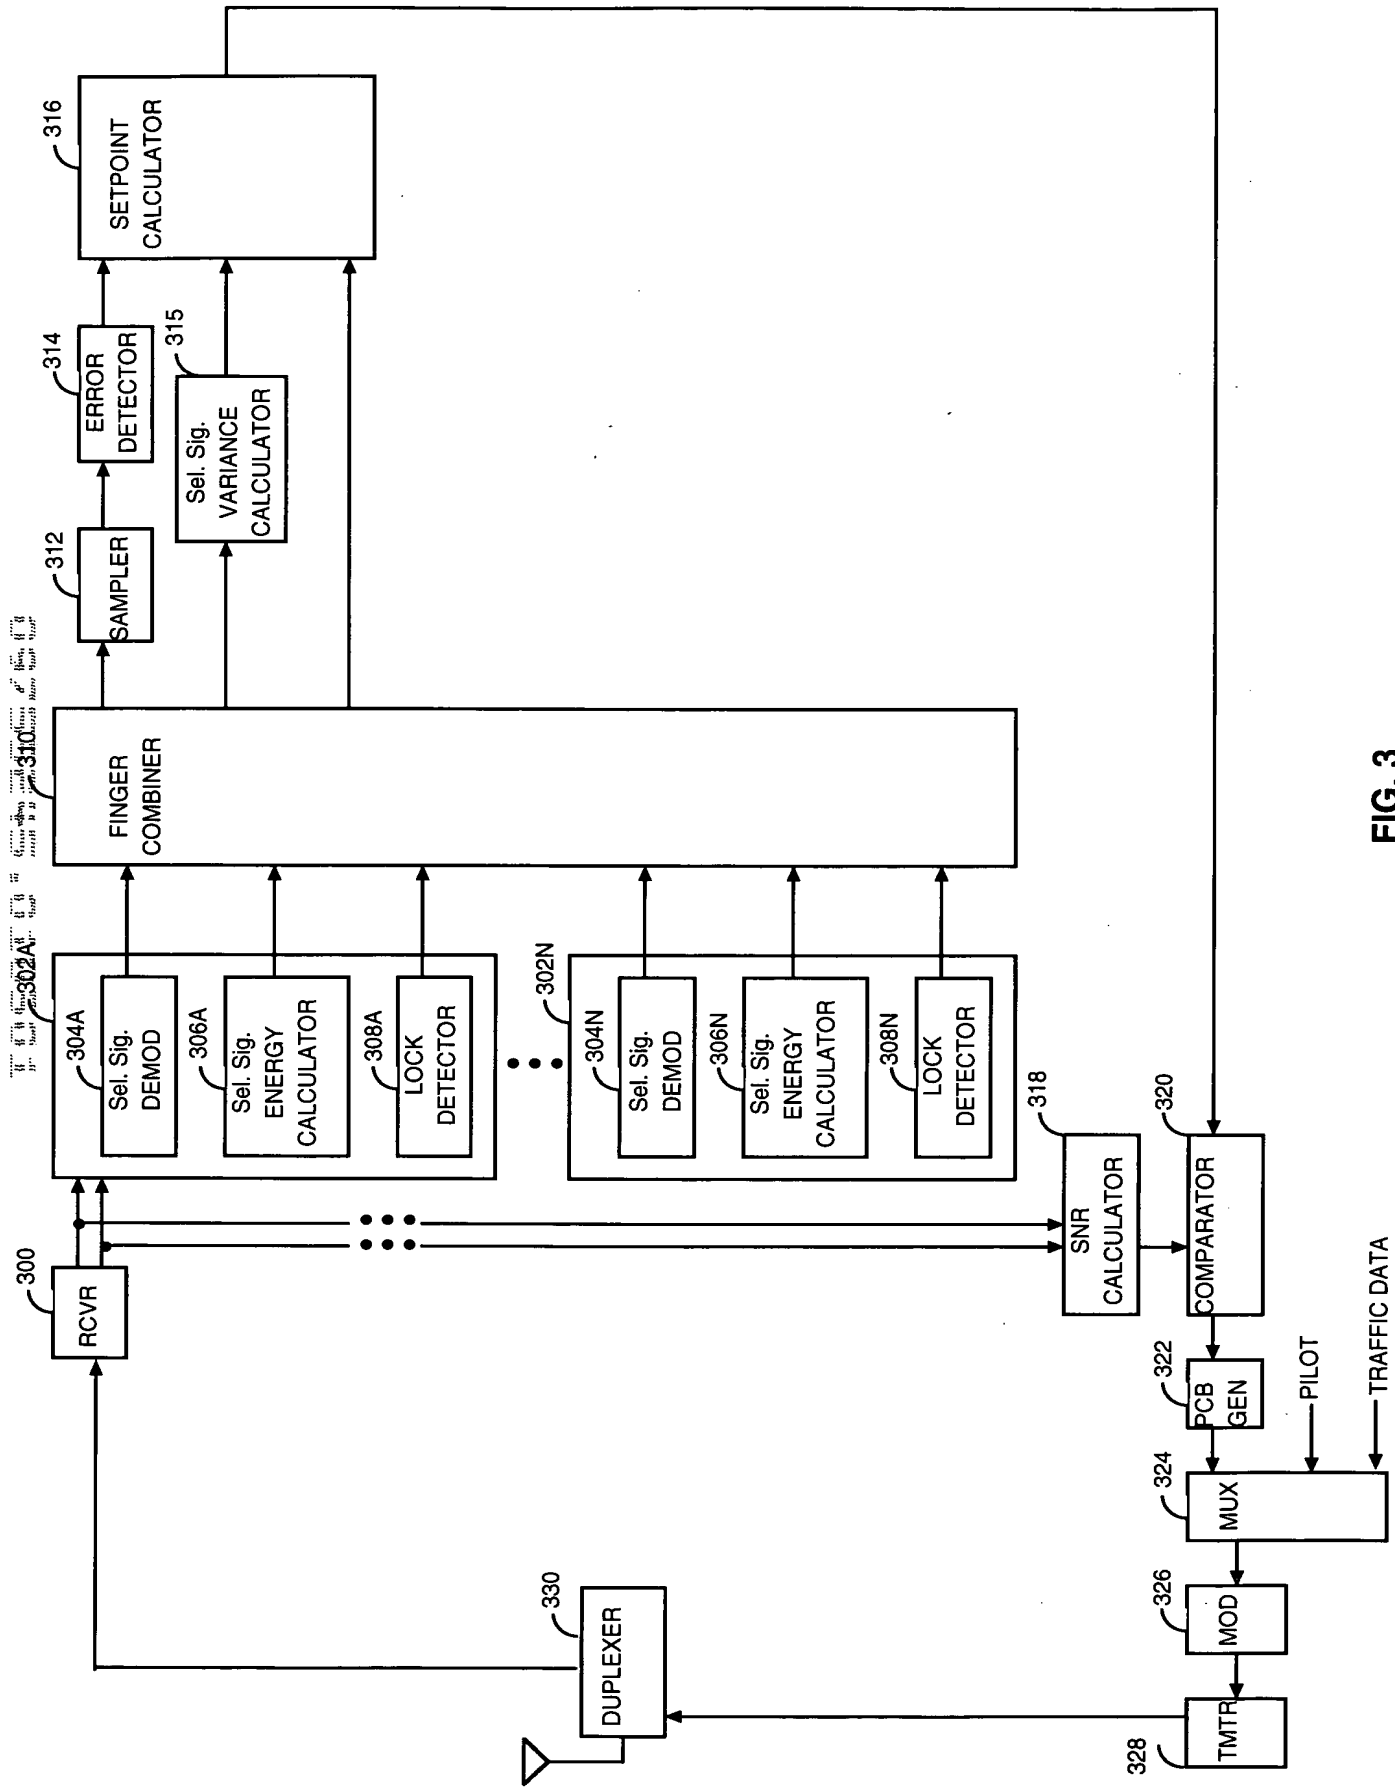 300
RCVR
302A
304A
Sel. Sig.
DEMOD
306A
Sel. Sig.
ENERGY
CALCULATOR
308A
LOCK
DETECTOR
302N
304N
Sel. Sig.
DEMOD
306N
Sel. Sig.
ENERGY
CALCULATOR
308N
LOCK
DETECTOR
310
FINGER
COMBINER
312
SAMPLER
314
ERROR
DETECTOR
315
Sel. Sig.
VARIANCE
CALCULATOR
316
SETPOINT
CALCULATOR
318
SNR
CALCULATOR
320
COMPARATOR
322
PCB
GEN
PILOT
TRAFFIC DATA
324
MUX
326
MOD
328
TMTR
330
DUPLEXER
FIG. 3